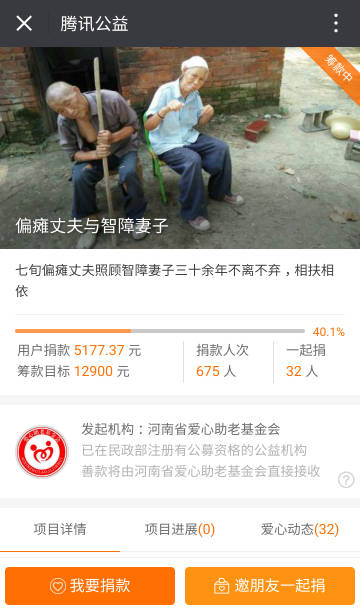 腾讯公益
筹款中
偏瘫丈夫与智障妻子
七旬偏瘫丈夫照顾智障妻子三十余年不离不弃，相扶相
依
40.1%
用户捐款 5177.37 元
捐款人次
一起捐
筹款目标 12900 元
675 人
32 人
发起机构：河南省爱心助老基金会
已在民政部注册有公募资格的公益机构
善款将由河南省爱心助老基金会直接接收
?
项目详情
项目进展(0)
爱心动态(32)
我要捐款
邀朋友一起捐